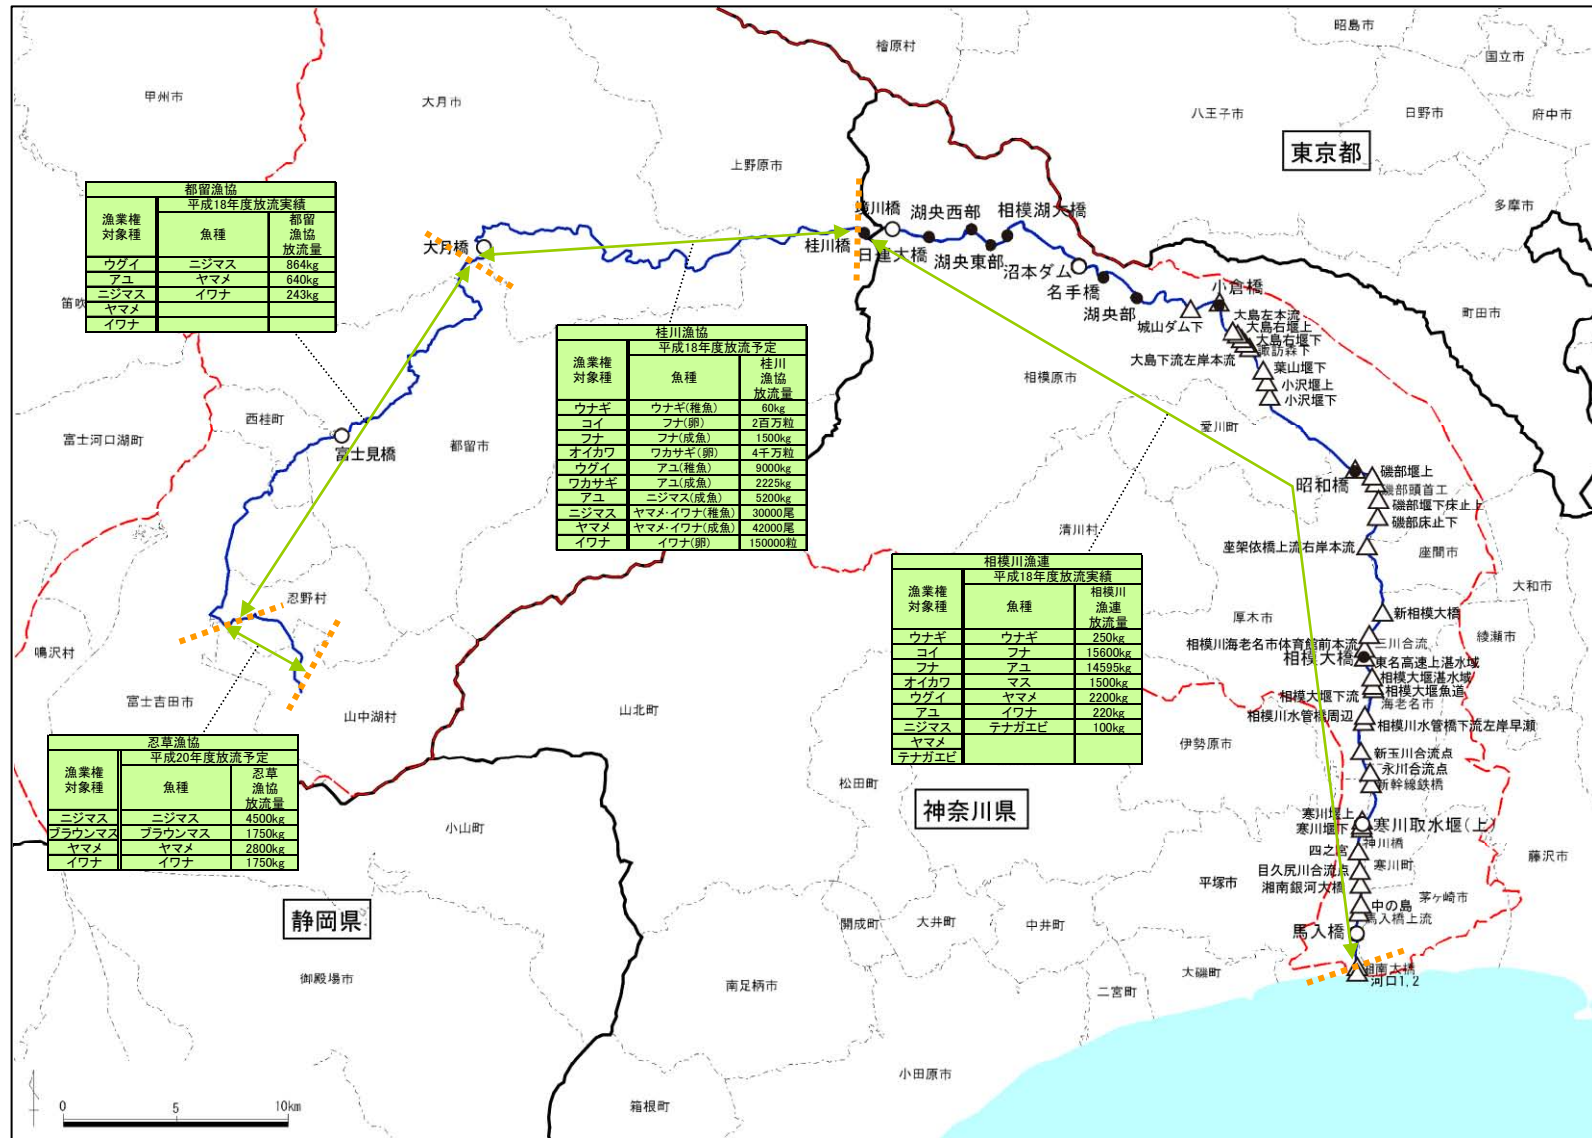 昭島市
檜原村
国立市
甲州市
大月市
八王子市
日野市
府中市
東京都
上野原市
多摩市
都留漁協
漁業権対象種
平成18年度放流実績
魚種
都留漁協放流量
ウグイ ニジマス 864kg
アユ ヤマメ 640kg
ニジマス イワナ 243kg
ヤマメ
イワナ
笛吹
大月橋
境川橋
桂川橋
日連大橋
湖央西部
湖央東部
相模湖大橋
沼本ダム
名手橋
湖央部
小倉橋
城山ダム下
町田市
大島左本流
大島右堰上
大島右堰下
諏訪森下
大島下流左岸本流
葉山堰下
小沢堰上
小沢堰下
相模原市
愛川町
桂川漁協
漁業権対象種
平成18年度放流予定
魚種
桂川漁協放流量
ウナギ ウナギ(稚魚) 60kg
コイ フナ(卵) 2百万粒
フナ フナ(成魚) 1500kg
オイカワ ワカサギ(卵) 4千万粒
ウグイ アユ(稚魚) 9000kg
ワカサギ アユ(成魚) 2225kg
アユ ニジマス(成魚) 5200kg
ニジマス ヤマメ・イワナ(稚魚) 30000尾
ヤマメ ヤマメ・イワナ(成魚) 42000尾
イワナ イワナ(卵) 150000粒
西桂町
富士河口湖町
富士見橋
都留市
昭和橋
磯部堰上
磯部頭首工
磯部堰下床止上
磯部床止下
清川村
座架依橋上流右岸本流
座間市
大和市
相模川漁連
漁業権対象種
平成18年度放流実績
魚種
相模川漁連放流量
ウナギ ウナギ 250kg
コイ フナ 15600kg
フナ アユ 14595kg
オイカワ マス 1500kg
ウグイ ヤマメ 2200kg
アユ イワナ 220kg
ニジマス テナガエビ 100kg
ヤマメ
テナガエビ
忍野村
鳴沢村
厚木市
新相模大橋
綾瀬市
相模川海老名市体育館前本流
三川合流
相模大橋
東名高速上湛水域
相模大堰湛水域
相模大堰下流
相模大堰魚道
海老名市
富士吉田市
山中湖村
山北町
相模川水管橋周辺
相模川水管橋下流左岸早瀬
伊勢原市
新玉川合流点
永川合流点
新幹線鉄橋
忍草漁協
漁業権対象種
平成20年度放流予定
魚種
忍草漁協放流量
ニジマス ニジマス 4500kg
ブラウンマス ブラウンマス 1750kg
ヤマメ ヤマメ 2800kg
イワナ イワナ 1750kg
松田町
神奈川県
小山町
寒川堰上
寒川堰下
寒川取水堰(上)
神川橋
四之宮
寒川町
藤沢市
目久尻川合流点
湘南銀河大橋
平塚市
茅ヶ崎市
中の島
馬入橋上流
馬入橋
静岡県
開成町
大井町
中井町
御殿場市
南足柄市
大磯町
二宮町
湘南大橋
河口1,2
小田原市
箱根町
0 5 10km